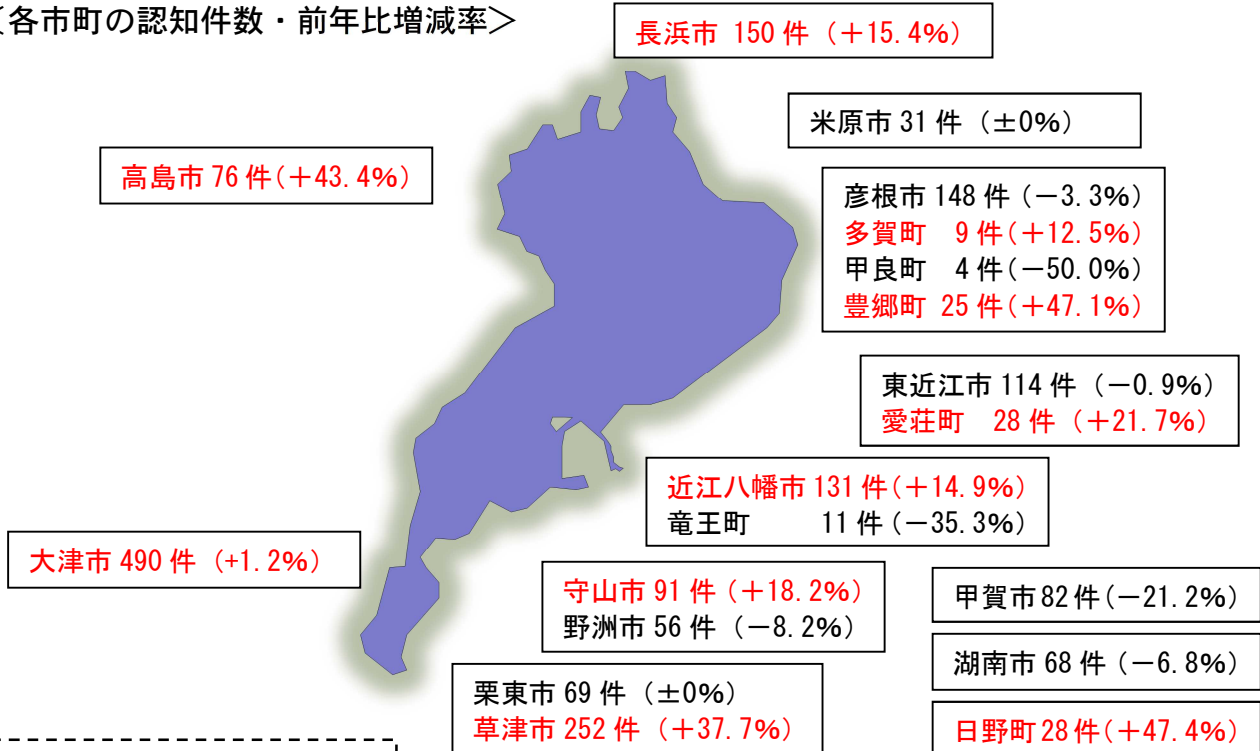 〈各市町の認知件数・前年比増減率＞
長浜市 150 件（＋15.4%）
米原市 31 件（±0%）
高島市 76 件（＋43.4%）
彦根市 148 件（－3.3%）
多賀町　9 件（＋12.5%）
甲良町　4 件（－50.0%）
豊郷町 25 件（＋47.1%）
東近江市 114 件（－0.9%）
愛荘町　28 件（＋21.7%）
近江八幡市 131 件（＋14.9%）
竜王町　　　11 件（－35.3%）
大津市 490 件（+1.2%）
守山市 91 件（＋18.2%）
野洲市 56 件（－8.2%）
甲賀市 82 件（－21.2%）
湖南市 68 件（－6.8%）
栗東市 69 件（±0%）
草津市 252 件（＋37.7%）
日野町 28 件（＋47.4%）